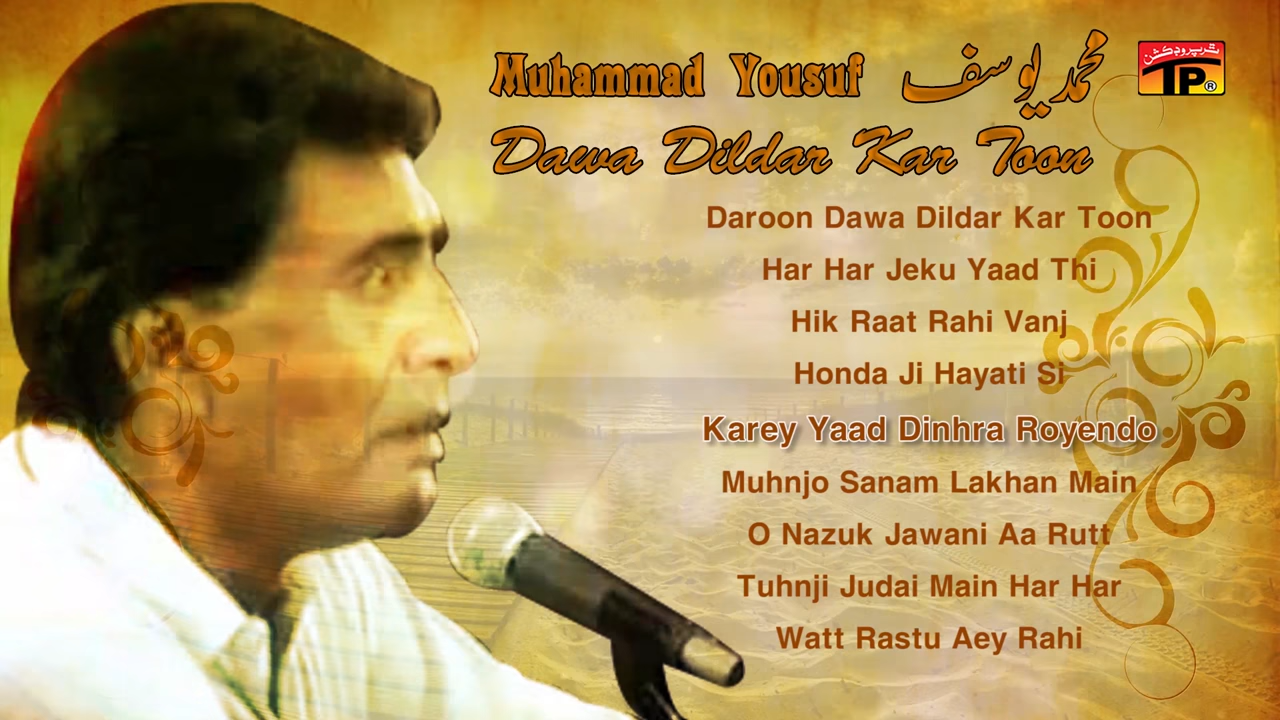 Muhammad Yousuf محمد يوسف
تھرپروڊڪشن
TP®
Dawa Dildar Kar Toon
Daroon Dawa Dildar Kar Toon
Har Har Jeku Yaad Thi
Hik Raat Rahi Vanj
Honda Ji Hayati Si
Karey Yaad Dinhra Royendo
Muhnjo Sanam Lakhan Main
O Nazuk Jawani Aa Rutt
Tuhnji Judai Main Har Har
Watt Rastu Aey Rahi